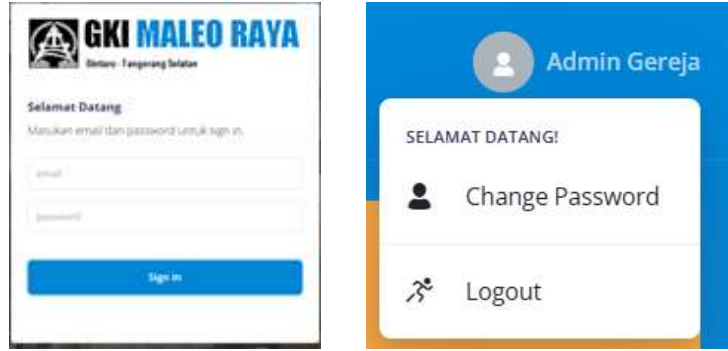 GKI MALEO RAYA
Bintaro - Tangerang Selatan
Selamat Datang
Masukan email dan password untuk sign in.
email
password
Sign in
Admin Gereja
SELAMAT DATANG!
Change Password
Logout